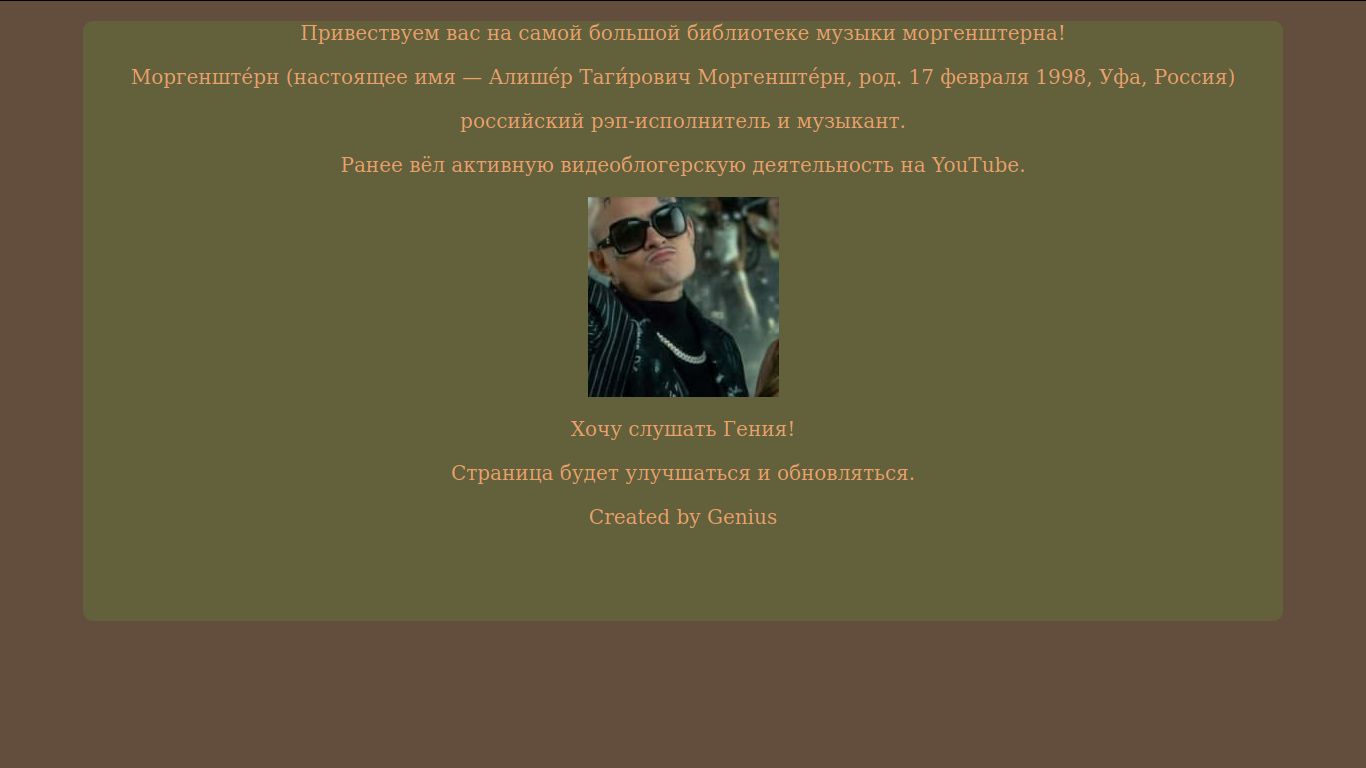 Привествуем вас на самой большой библиотеке музыки моргенштерна!
Моргенште́рн (настоящее имя — Алише́р Таги́рович Моргенште́рн, род. 17 февраля 1998, Уфа, Россия)
российский рэп-исполнитель и музыкант.
Ранее вёл активную видеоблогерскую деятельность на YouTube.
Хочу слушать Гения!
Страница будет улучшаться и обновляться.
Created by Genius